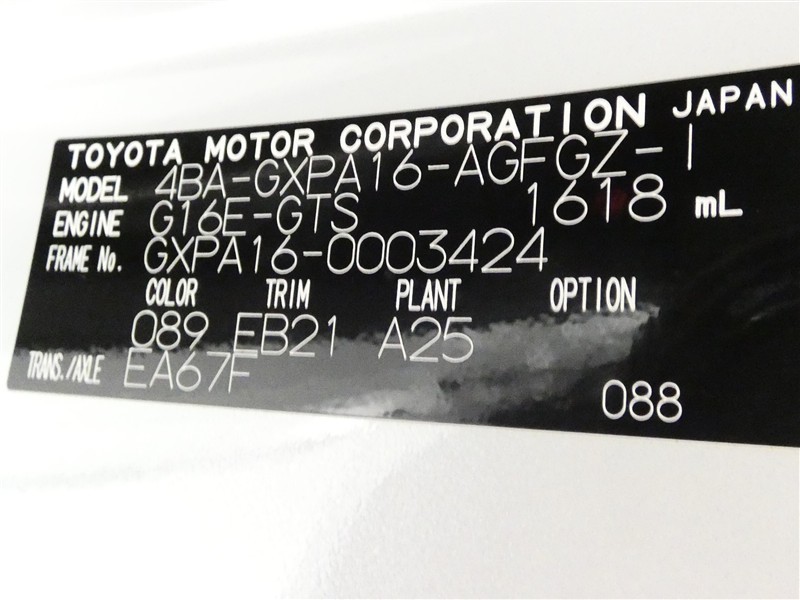 TOYOTA MOTOR CORPORATION JAPAN
MODEL 4BA-GXPA16-AGFGZ-I
ENGINE G16E-GTS 1618 mL
FRAME No. GXPA16-0003424
COLOR TRIM PLANT OPTION
089 EB21 A25
TRANS./AXLE EA67F
088